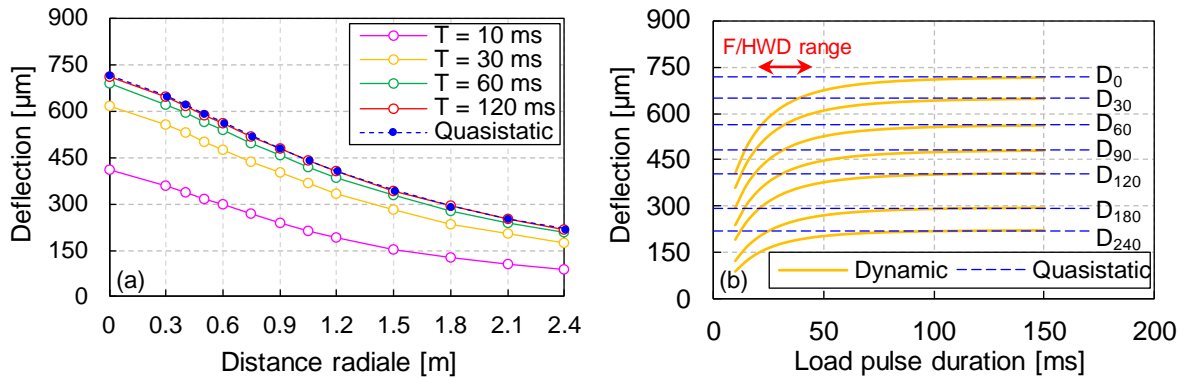 900
750
600
450
300
150
0
Deflection [µm]
T = 10 ms
T = 30 ms
T = 60 ms
T = 120 ms
Quasistatic
(a)
0 0.3 0.6 0.9 1.2 1.5 1.8 2.1 2.4
Distance radiale [m]
900
750
600
450
300
150
0
Deflection [µm]
F/HWD range
D0
D30
D60
D90
D120
D180
D240
(b)
Dynamic Quasistatic
0 50 100 150 200
Load pulse duration [ms]